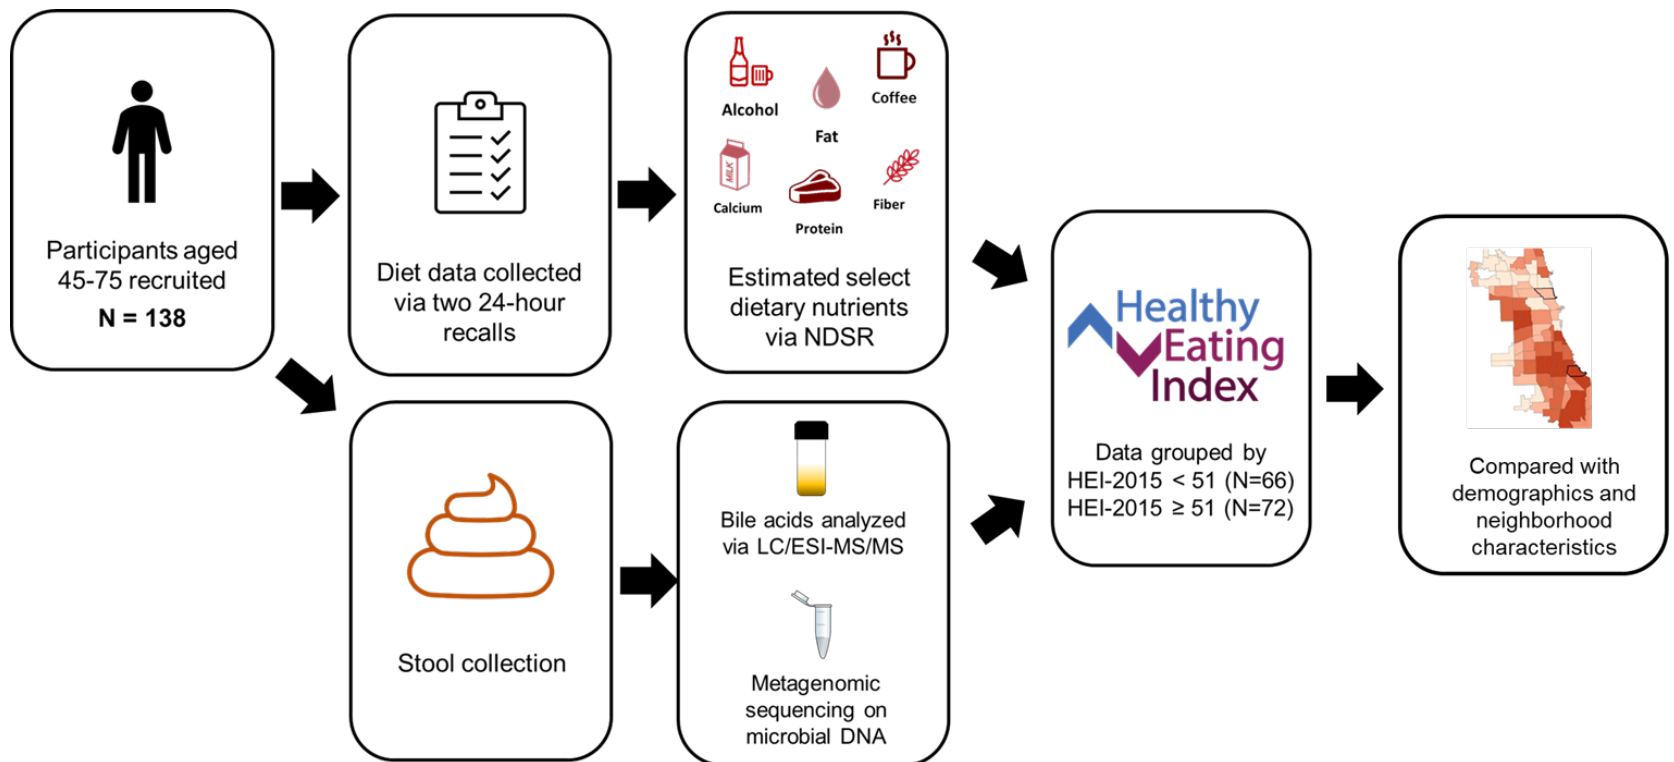 Participants aged
45-75 recruited
N = 138
Diet data collected
via two 24-hour
recalls
Alcohol
Fat
Coffee
MILK
Calcium
Protein
Fiber
Estimated select
dietary nutrients
via NDSR
Stool collection
Bile acids analyzed
via LC/ESI-MS/MS
Metagenomic
sequencing on
microbial DNA
Healthy
Eating
Index
Data grouped by
HEI-2015 < 51 (N=66)
HEI-2015 ≥ 51 (N=72)
Compared with
demographics and
neighborhood
characteristics